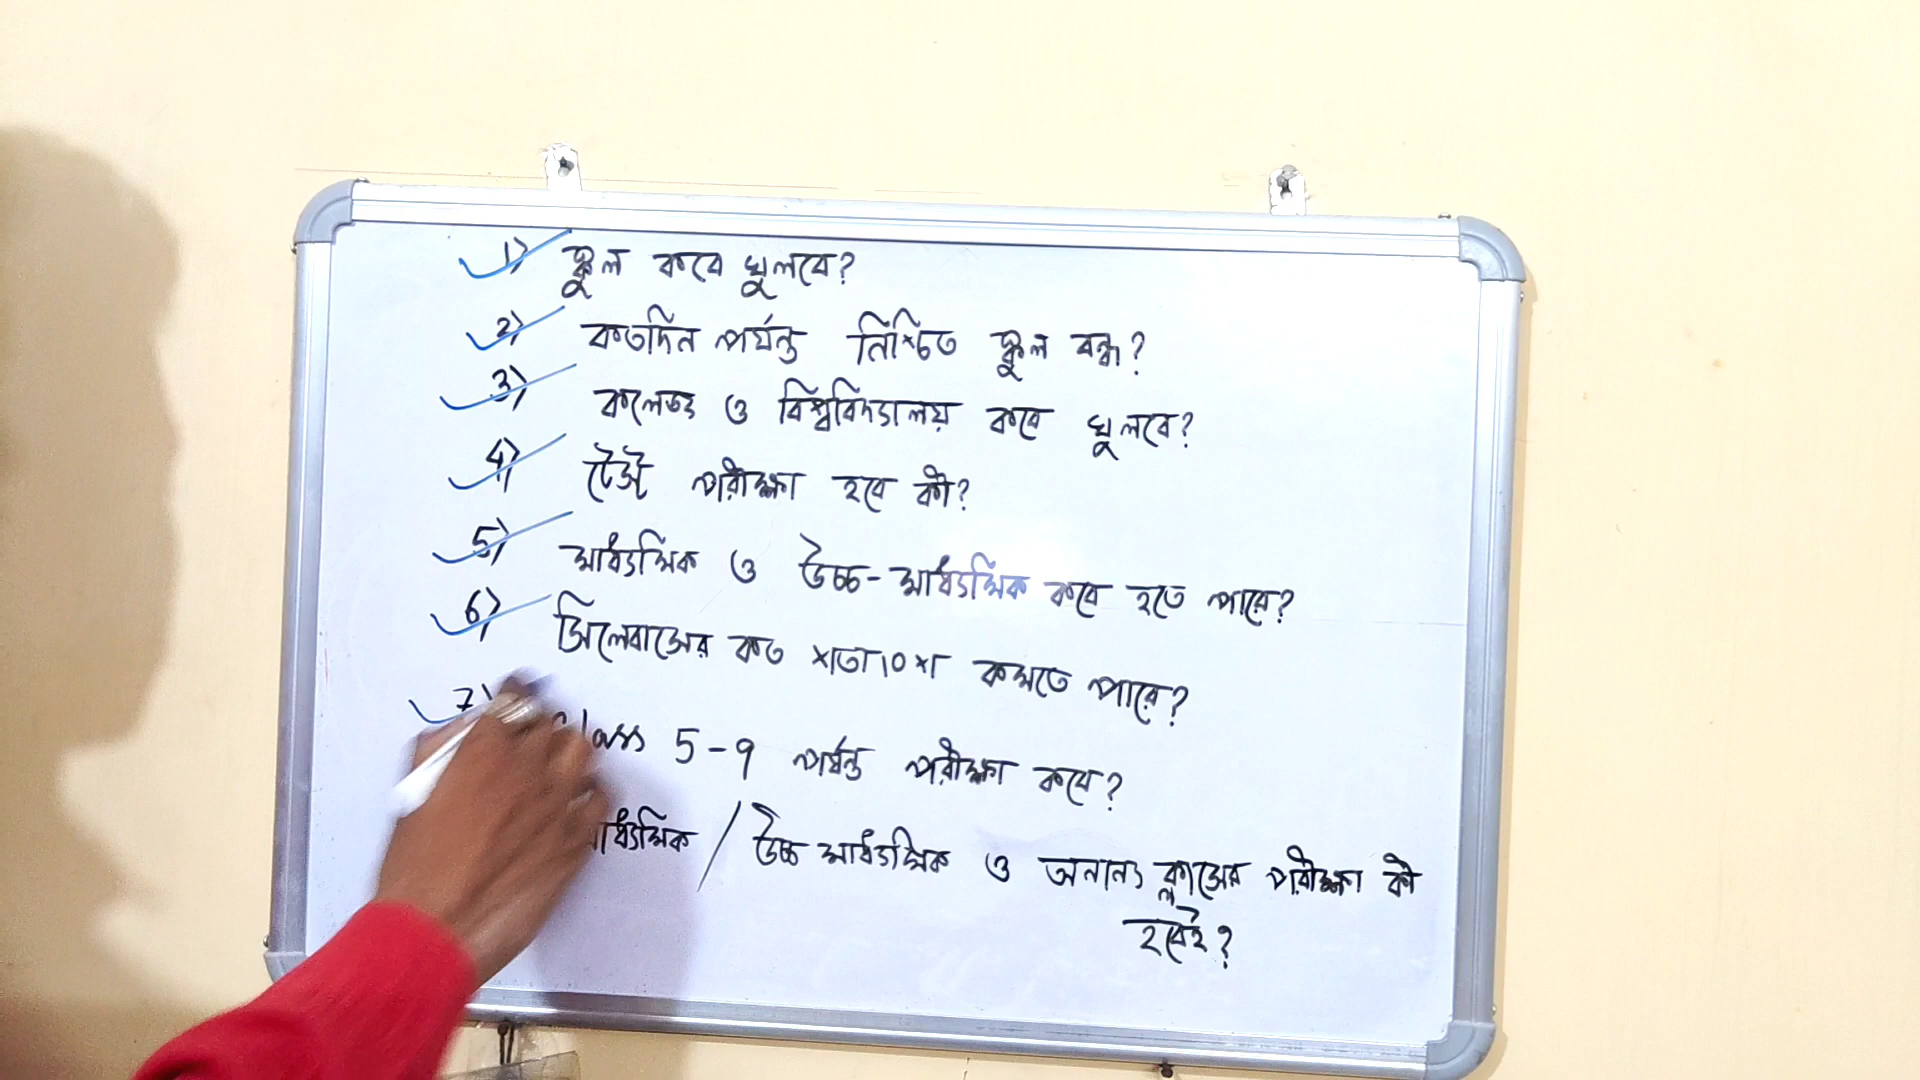 1) স্কুল কবে খুলবে?
2) কতদিন পর্যন্ত নিশ্চিত স্কুল বন্ধ?
3) কলেজ ও বিশ্ববিদ্যালয় কবে খুলবে?
4) টেস্ট পরীক্ষা হবে কী?
5) মাধ্যমিক ও উচ্চ-মাধ্যমিক কবে হতে পারে?
6) সিলেবাসের কত শতাংশ কমতে পারে?
7) Class 5-9 পর্যন্ত পরীক্ষা কবে?
মাধ্যমিক / উচ্চ মাধ্যমিক ও অনান্য ক্লাসের পরীক্ষা কী
হবেই?